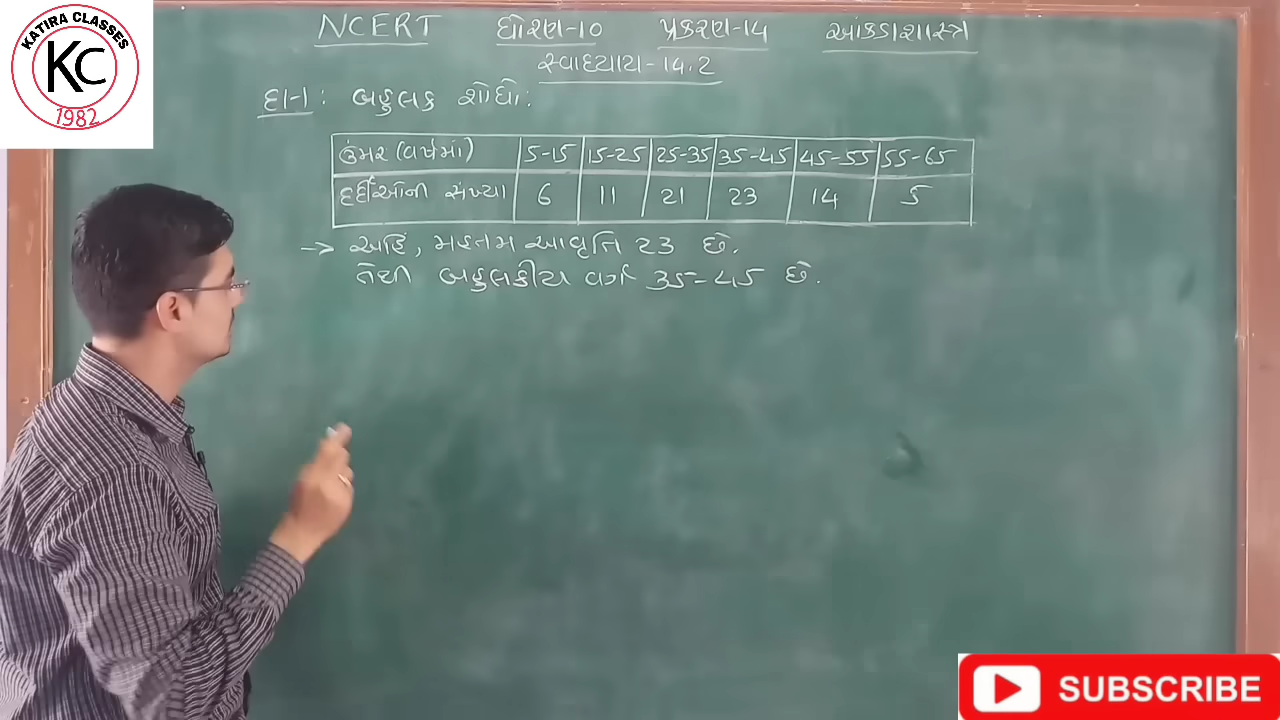 KATIRA CLASSES
KC
1982
NCERT ધોરણ-10 પ્રકરણ-14 આંકડાશાસ્ત્ર
સ્વાધ્યાય-14.2
દા-1: બહુલક શોધો:
ઉંમર (વર્ષમાં) 5-15 15-25 25-35 35-45 45-55 55-65
દર્દીઓની સંખ્યા 6 11 21 23 14 5
→ અહિં, મહત્તમ આવૃત્તિ 23 છે.
તેથી બહુલકીય વર્ગ 35-45 છે.
SUBSCRIBE